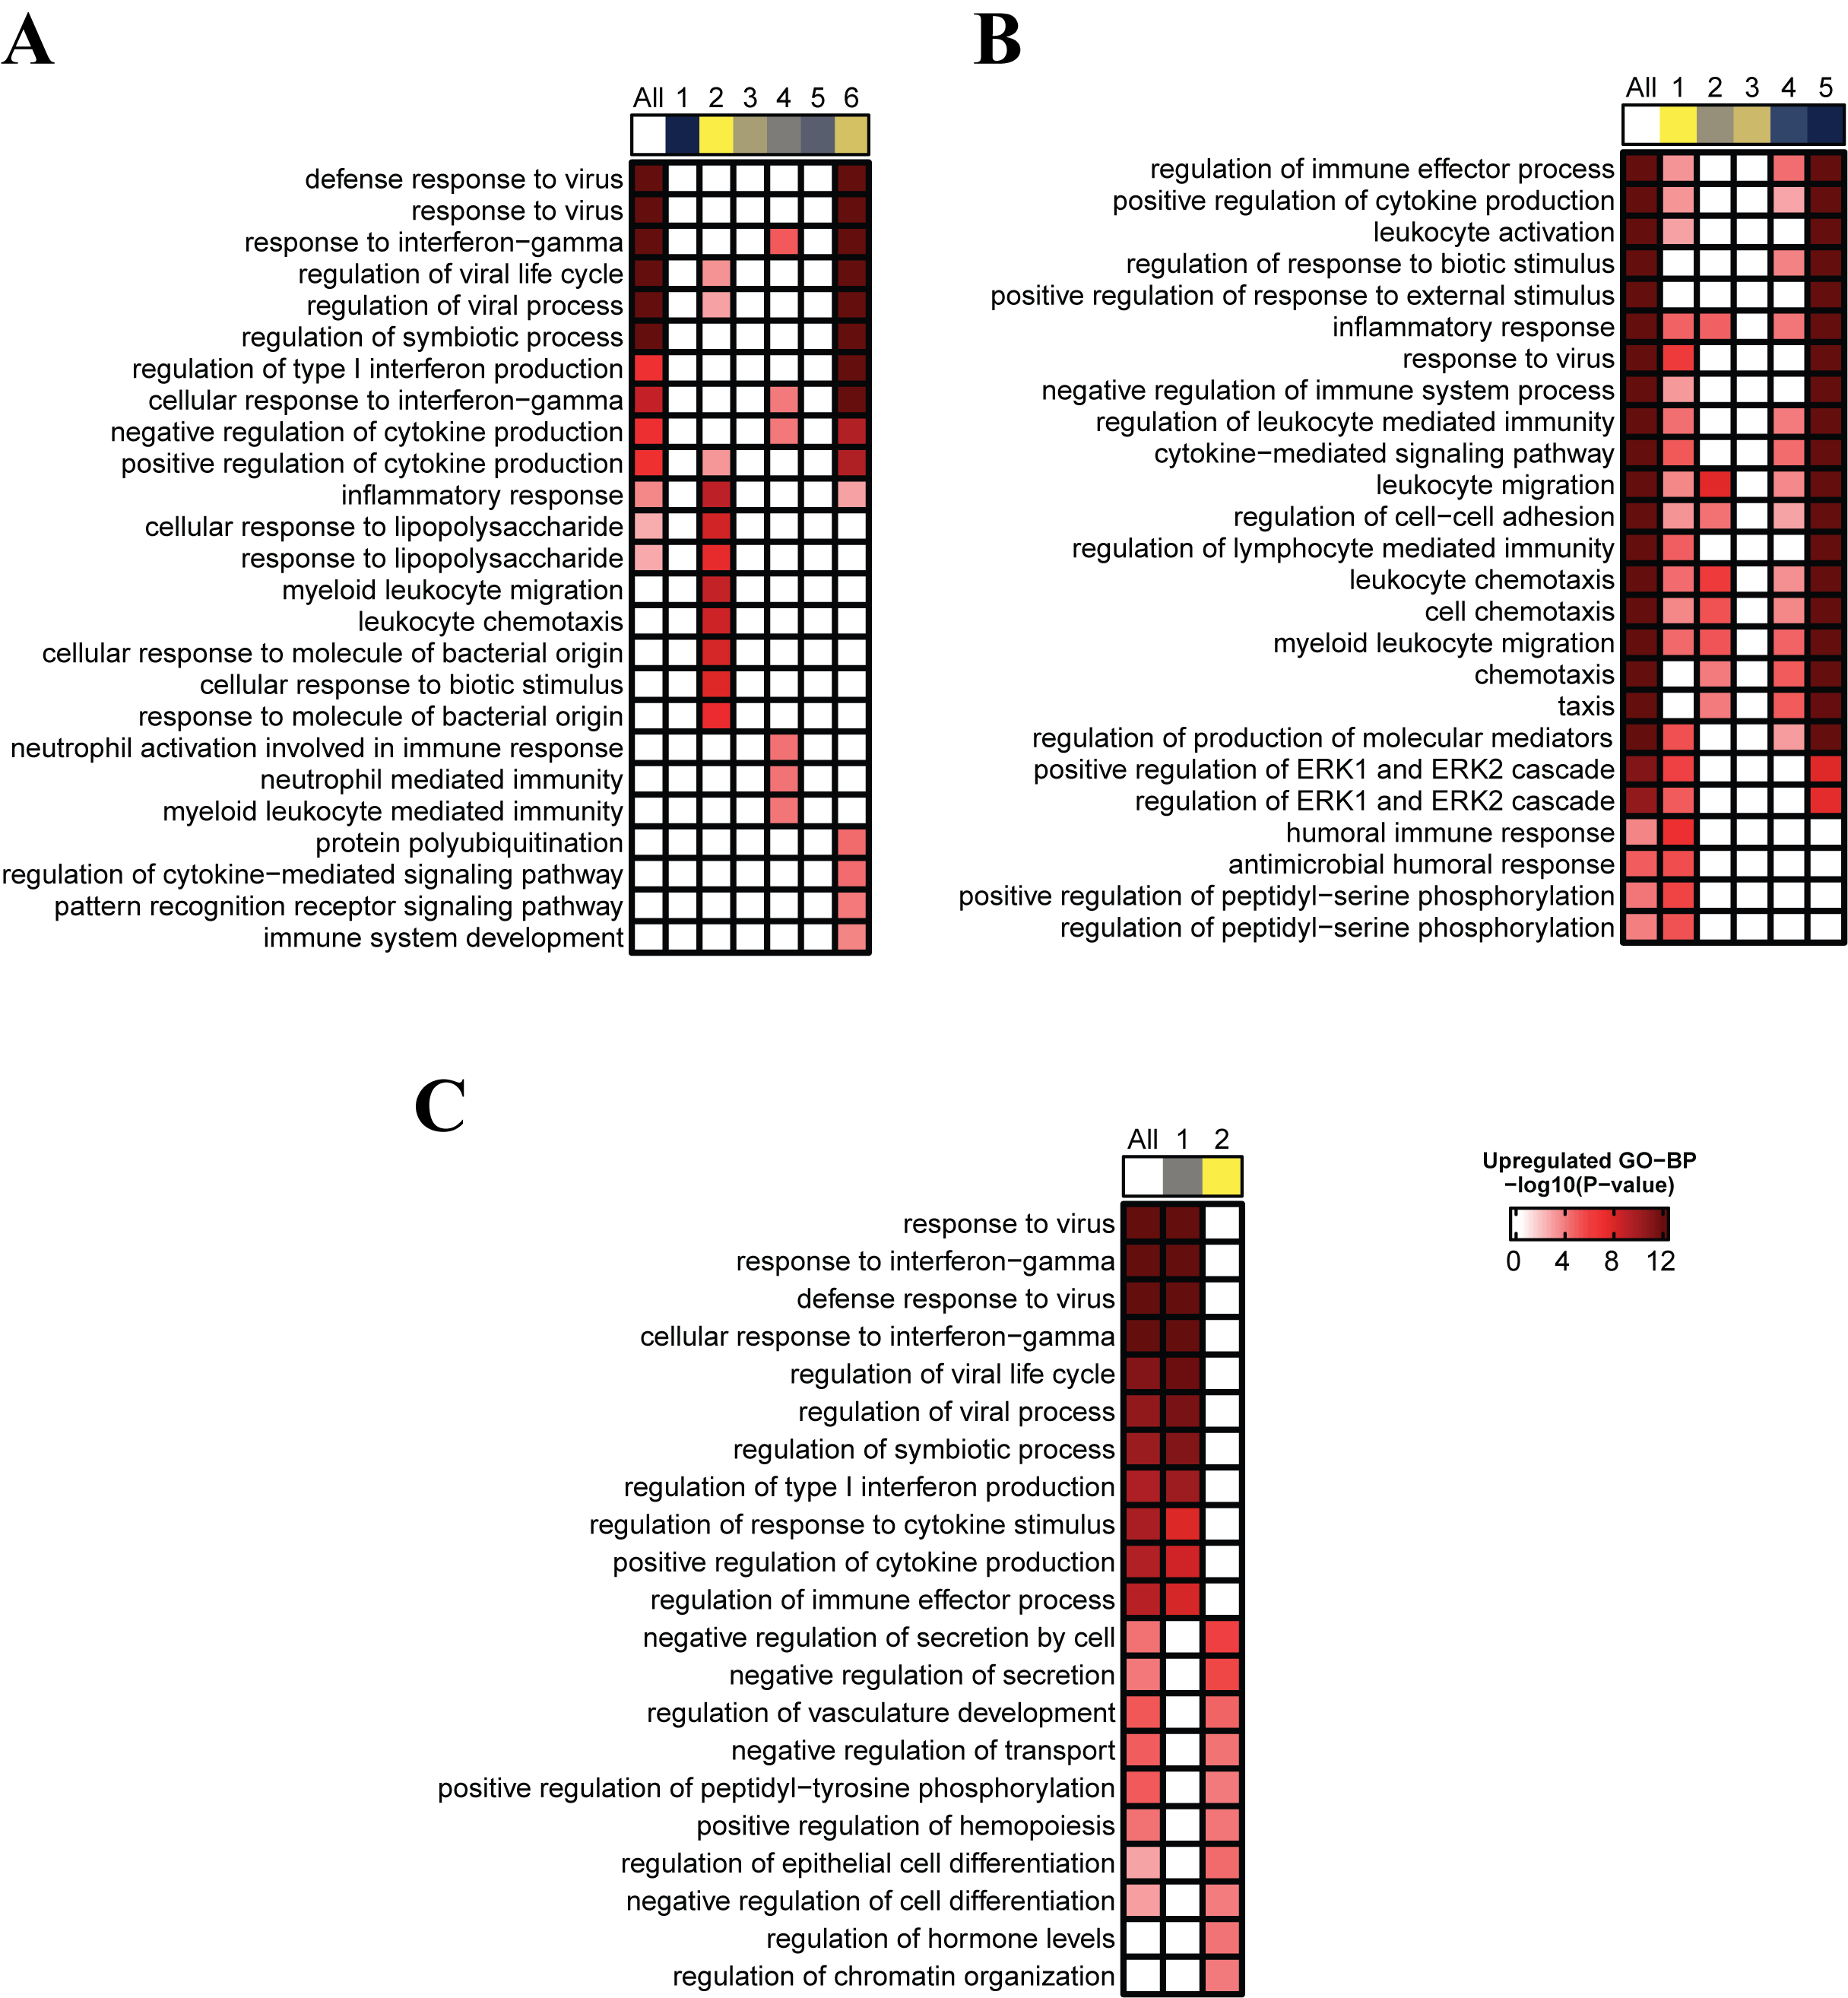 A
All 1 2 3 4 5 6
defense response to virus
response to virus
response to interferon−gamma
regulation of viral life cycle
regulation of viral process
regulation of symbiotic process
regulation of type I interferon production
cellular response to interferon−gamma
negative regulation of cytokine production
positive regulation of cytokine production
inflammatory response
cellular response to lipopolysaccharide
response to lipopolysaccharide
myeloid leukocyte migration
leukocyte chemotaxis
cellular response to molecule of bacterial origin
cellular response to biotic stimulus
response to molecule of bacterial origin
neutrophil activation involved in immune response
neutrophil mediated immunity
myeloid leukocyte mediated immunity
protein polyubiquitination
regulation of cytokine−mediated signaling pathway
pattern recognition receptor signaling pathway
immune system development
B
All 1 2 3 4 5
regulation of immune effector process
positive regulation of cytokine production
leukocyte activation
regulation of response to biotic stimulus
positive regulation of response to external stimulus
inflammatory response
response to virus
negative regulation of immune system process
regulation of leukocyte mediated immunity
cytokine−mediated signaling pathway
leukocyte migration
regulation of cell−cell adhesion
regulation of lymphocyte mediated immunity
leukocyte chemotaxis
cell chemotaxis
myeloid leukocyte migration
chemotaxis
taxis
regulation of production of molecular mediators
positive regulation of ERK1 and ERK2 cascade
regulation of ERK1 and ERK2 cascade
humoral immune response
antimicrobial humoral response
positive regulation of peptidyl−serine phosphorylation
regulation of peptidyl−serine phosphorylation
C
All 1 2
response to virus
response to interferon−gamma
defense response to virus
cellular response to interferon−gamma
regulation of viral life cycle
regulation of viral process
regulation of symbiotic process
regulation of type I interferon production
regulation of response to cytokine stimulus
positive regulation of cytokine production
regulation of immune effector process
negative regulation of secretion by cell
negative regulation of secretion
regulation of vasculature development
negative regulation of transport
positive regulation of peptidyl−tyrosine phosphorylation
positive regulation of hemopoiesis
regulation of epithelial cell differentiation
negative regulation of cell differentiation
regulation of hormone levels
regulation of chromatin organization
Upregulated GO−BP
−log10(P−value)
0 4 8 12